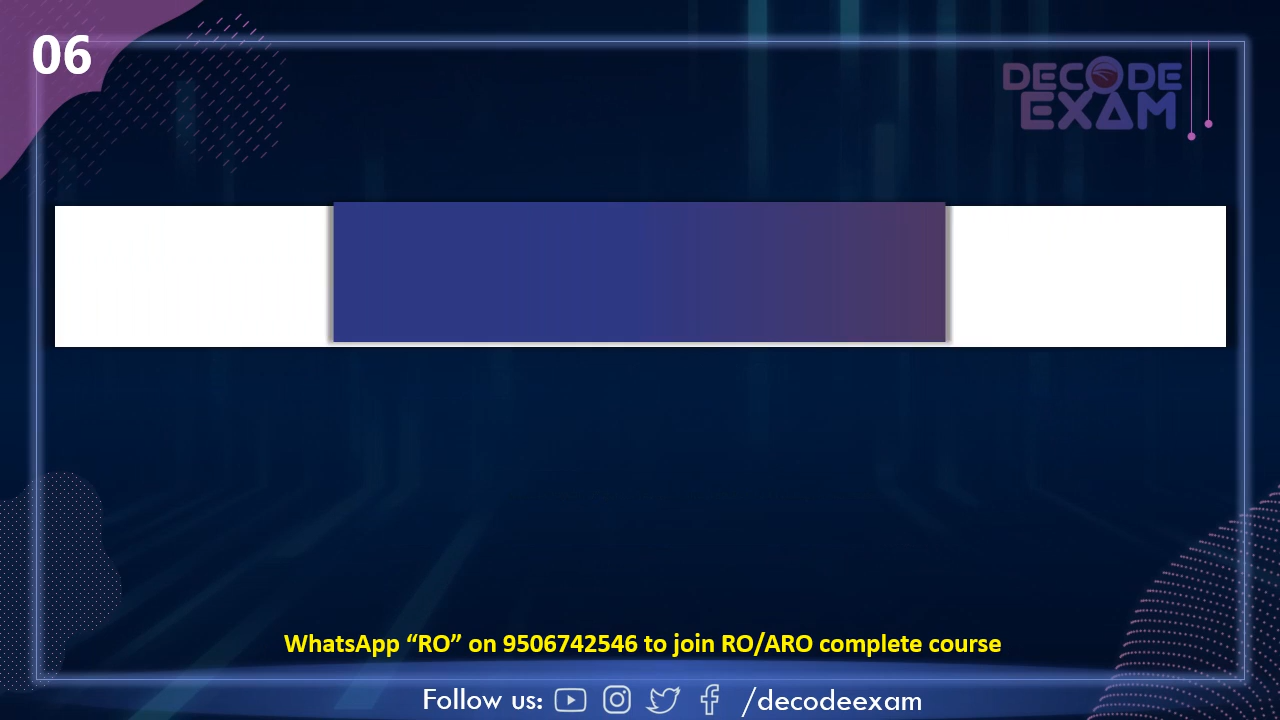 06
DECODE
EXAM
WhatsApp “RO” on 9506742546 to join RO/ARO complete course
Follow us: /decodeexam